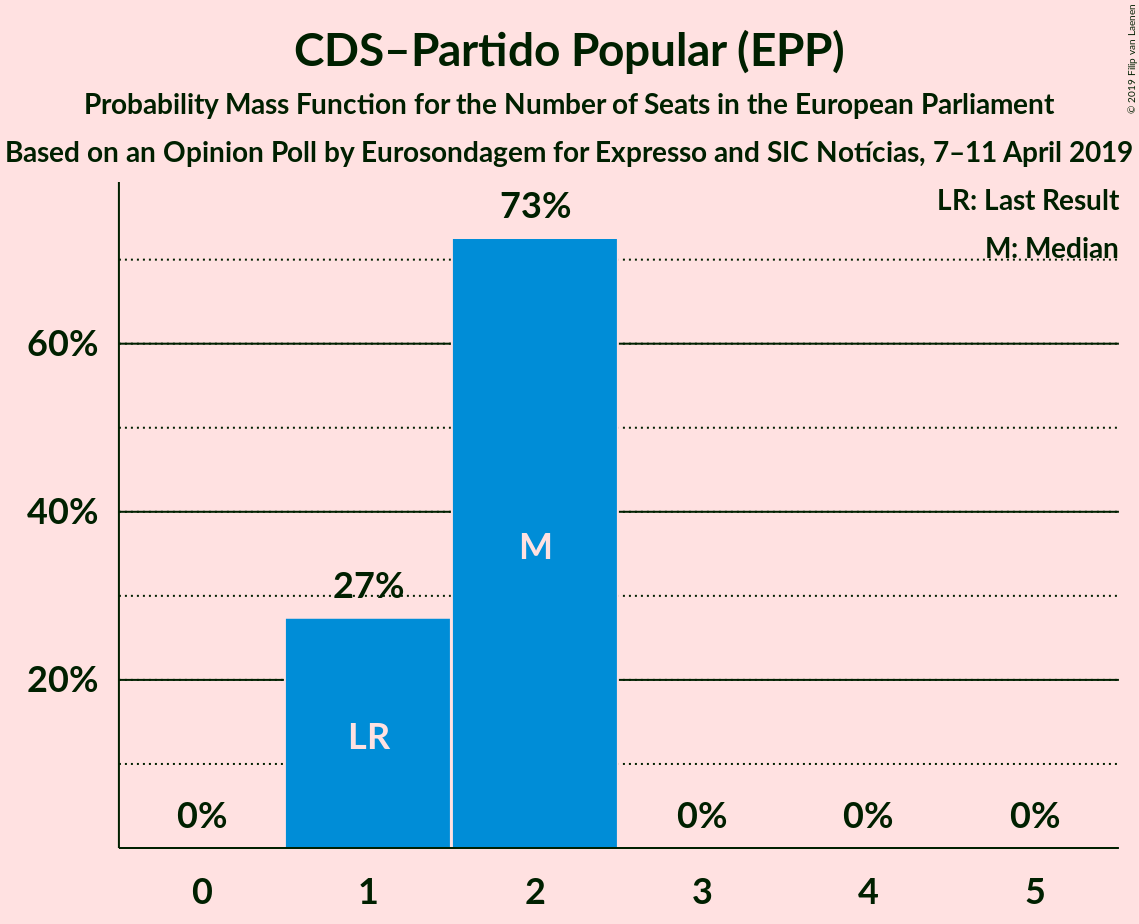 CDS–Partido Popular (EPP)
Probability Mass Function for the Number of Seats in the European Parliament
Based on an Opinion Poll by Eurosondagem for Expresso and SIC Notícias, 7–11 April 2019
© 2019 Filip van Laenen
LR: Last Result
M: Median
73%
60%
40%
M
27%
20%
LR
0%
0%
0%
0%
0
1
2
3
4
5